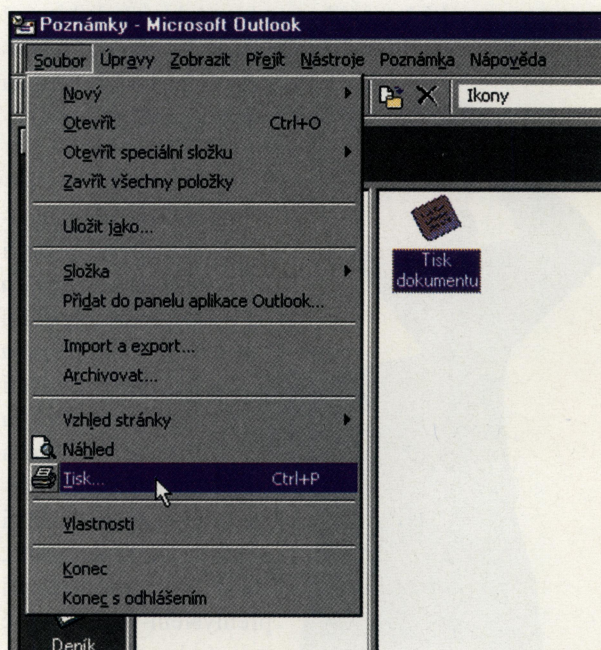 Poznámky - Microsoft Outlook
Soubor Úpravy Zobrazit Přejít Nástroje Poznámka Nápověda
Ikony
Nový
Otevřít Ctrl+O
Otevřít speciální složku
Zavřít všechny položky
Uložit jako...
Složka
Přidat do panelu aplikace Outlook...
Import a export...
Archivovat...
Vzhled stránky
Náhled
Tisk... Ctrl+P
Vlastnosti
Konec
Konec s odhlášením
Tisk
dokumentu
Deník